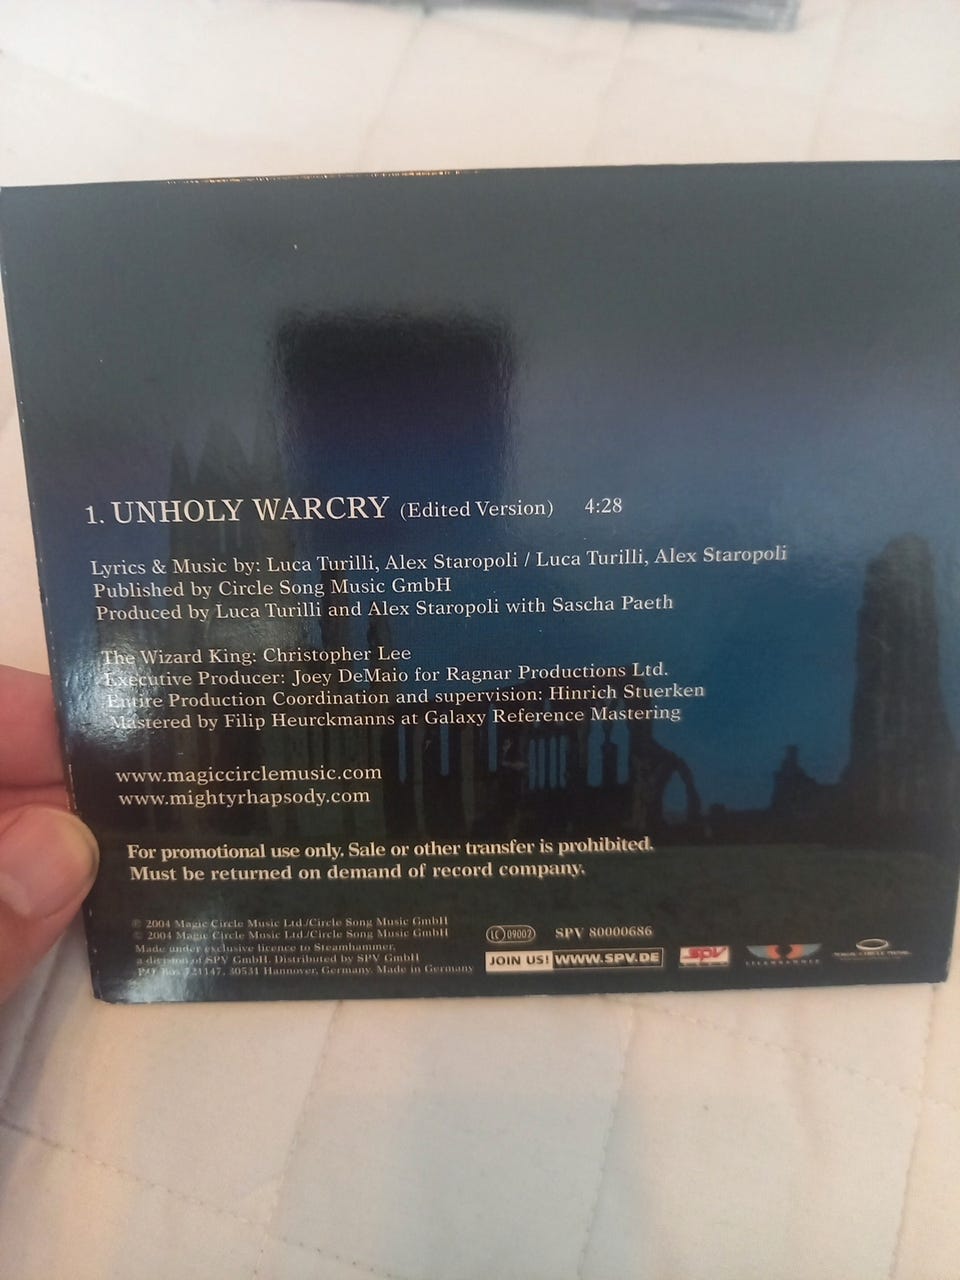 1. UNHOLY WARCRY (Edited Version) 4:28
Lyrics & Music by: Luca Turilli, Alex Staropoli / Luca Turilli, Alex Staropoli
Published by Circle Song Music GmbH
Produced by Luca Turilli and Alex Staropoli with Sascha Paeth
The Wizard King: Christopher Lee
Executive Producer: Joey DeMaio for Ragnar Productions Ltd.
Entire Production Coordination and supervision: Hinrich Stuerken
Mastered by Filip Heurckmanns at Galaxy Reference Mastering
www.magiccirclemusic.com
www.mightyrhapsody.com
For promotional use only. Sale or other transfer is prohibited.
Must be returned on demand of record company.
℗ 2004 Magic Circle Music Ltd./Circle Song Music GmbH
© 2004 Magic Circle Music Ltd./Circle Song Music GmbH
Made under exclusive licence to Steamhammer,
a division of SPV GmbH. Distributed by SPV GmbH
P.O. Box 721147, 30531 Hannover, Germany. Made in Germany
LC 09002 SPV 80000686
JOIN US! WWW.SPV.DE
spv
STEAMHAMMER
MAGIC CIRCLE MUSIC